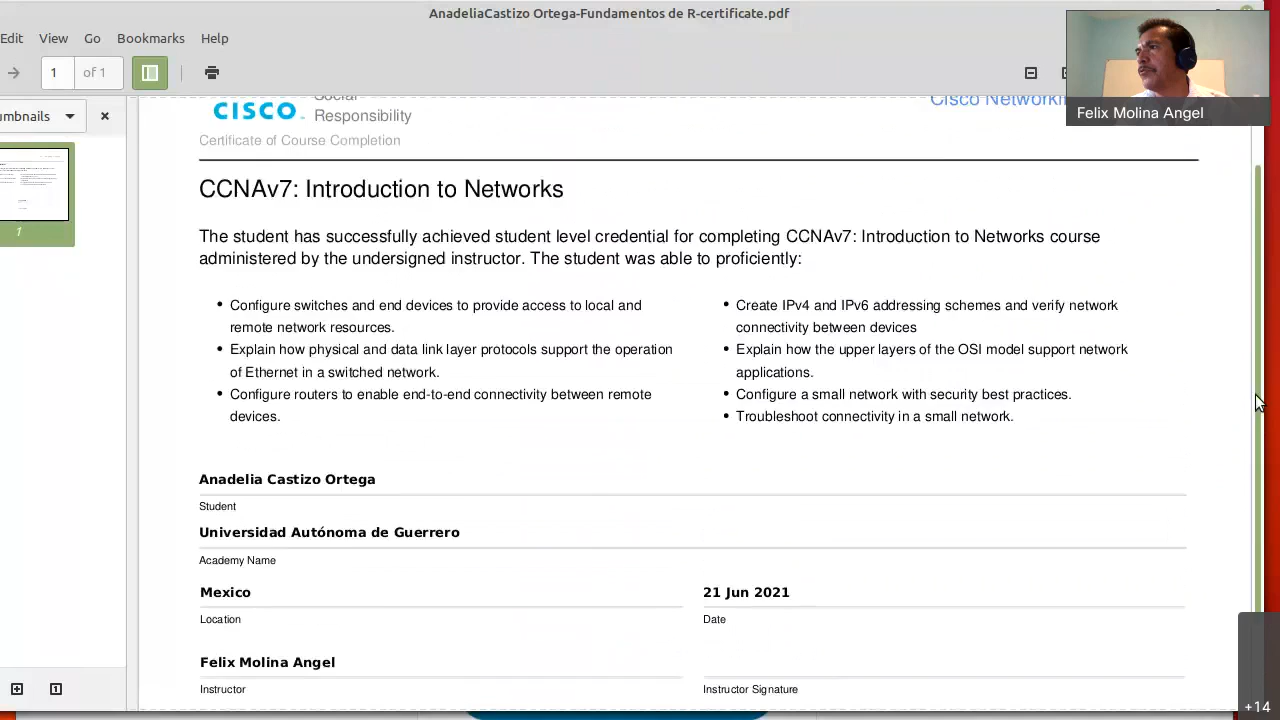 AnadeliaCastizo Ortega-Fundamentos de R-certificate.pdf
Edit View Go Bookmarks Help
1 of 1
umbnails
1
Felix Molina Angel
CISCO
Social
Responsibility
Cisco Networki
Certificate of Course Completion
CCNAv7: Introduction to Networks
The student has successfully achieved student level credential for completing CCNAv7: Introduction to Networks course
administered by the undersigned instructor. The student was able to proficiently:
• Configure switches and end devices to provide access to local and
remote network resources.
• Explain how physical and data link layer protocols support the operation
of Ethernet in a switched network.
• Configure routers to enable end-to-end connectivity between remote
devices.
• Create IPv4 and IPv6 addressing schemes and verify network
connectivity between devices
• Explain how the upper layers of the OSI model support network
applications.
• Configure a small network with security best practices.
• Troubleshoot connectivity in a small network.
Anadelia Castizo Ortega
Student
Universidad Autónoma de Guerrero
Academy Name
Mexico
Location
21 Jun 2021
Date
Felix Molina Angel
Instructor
Instructor Signature
+14